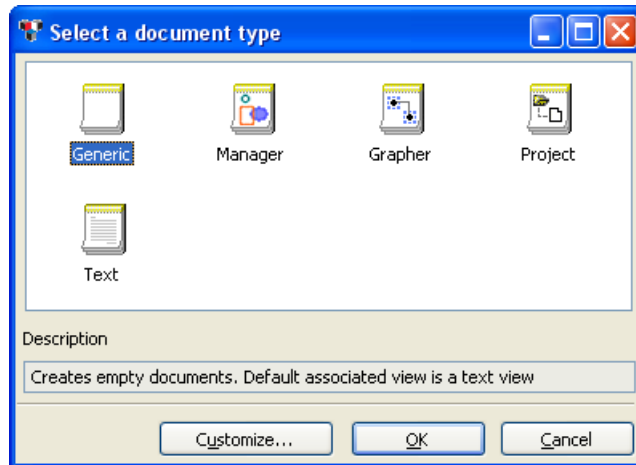 Select a document type
Generic Manager Grapher Project
Text
Description
Creates empty documents. Default associated view is a text view
Customize... OK Cancel